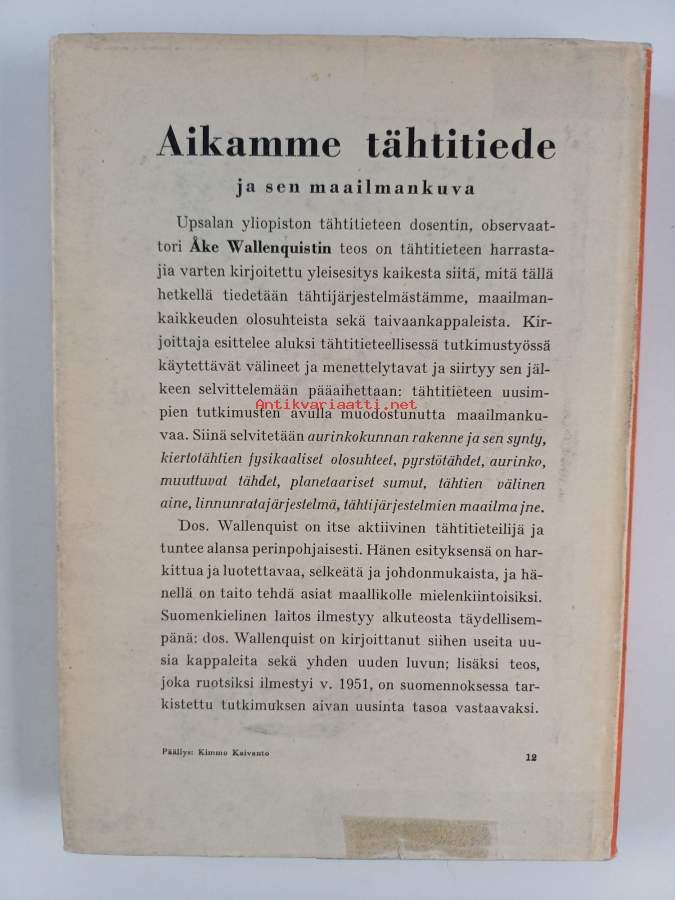 Aikamme tähtitiede
ja sen maailmankuva
Upsalan yliopiston tähtitieteen dosentin, observaat-
tori Åke Wallenquistin teos on tähtitieteen harrasta-
jia varten kirjoitettu yleisesitys kaikesta siitä, mitä tällä
hetkellä tiedetään tähtijärjestelmästämme, maailman-
kaikkeuden olosuhteista sekä taivaankappaleista. Kir-
joittaja esittelee aluksi tähtitieteellisessä tutkimustyössä
käytettävät välineet ja menettelytavat ja siirtyy sen jäl-
keen selvittelemään pääaihettaan: tähtitieteen uusim-
pien tutkimusten avulla muodostunutta maailmanku-
Antikvariaatti.net
vaa. Siinä selvitetään aurinkokunnan rakenne ja sen synty,
kiertotähtien fysikaaliset olosuhteet, pyrstötähdet, aurinko,
muuttuvat tähdet, planetaariset sumut, tähtien välinen
aine, linnunratajärjestelmä, tähtijärjestelmien maailma jne.
Dos. Wallenquist on itse aktiivinen tähtitieteilijä ja
tuntee alansa perinpohjaisesti. Hänen esityksensä on har-
kittua ja luotettavaa, selkeätä ja johdonmukaista, ja hä-
nellä on taito tehdä asiat maallikolle mielenkiintoisiksi.
Suomenkielinen laitos ilmestyy alkuteosta täydellisem-
pänä: dos. Wallenquist on kirjoittanut siihen useita uu-
sia kappaleita sekä yhden uuden luvun; lisäksi teos,
joka ruotsiksi ilmestyi v. 1951, on suomennoksessa tar-
kistettu tutkimuksen aivan uusinta tasoa vastaavaksi.
Päällys: Kimmo Kaivanto
12